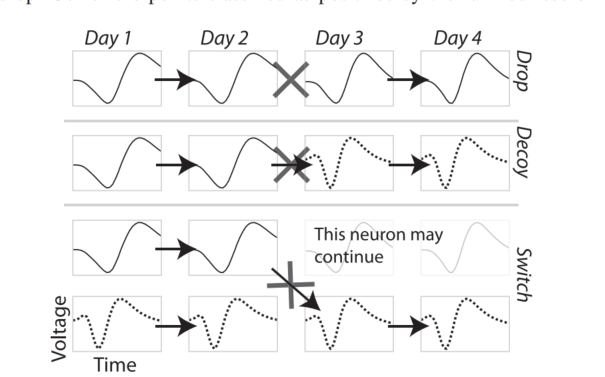 Day 1 Day 2 Day 3 Day 4
Drop
Decoy
This neuron may
continue
Switch
Voltage
Time